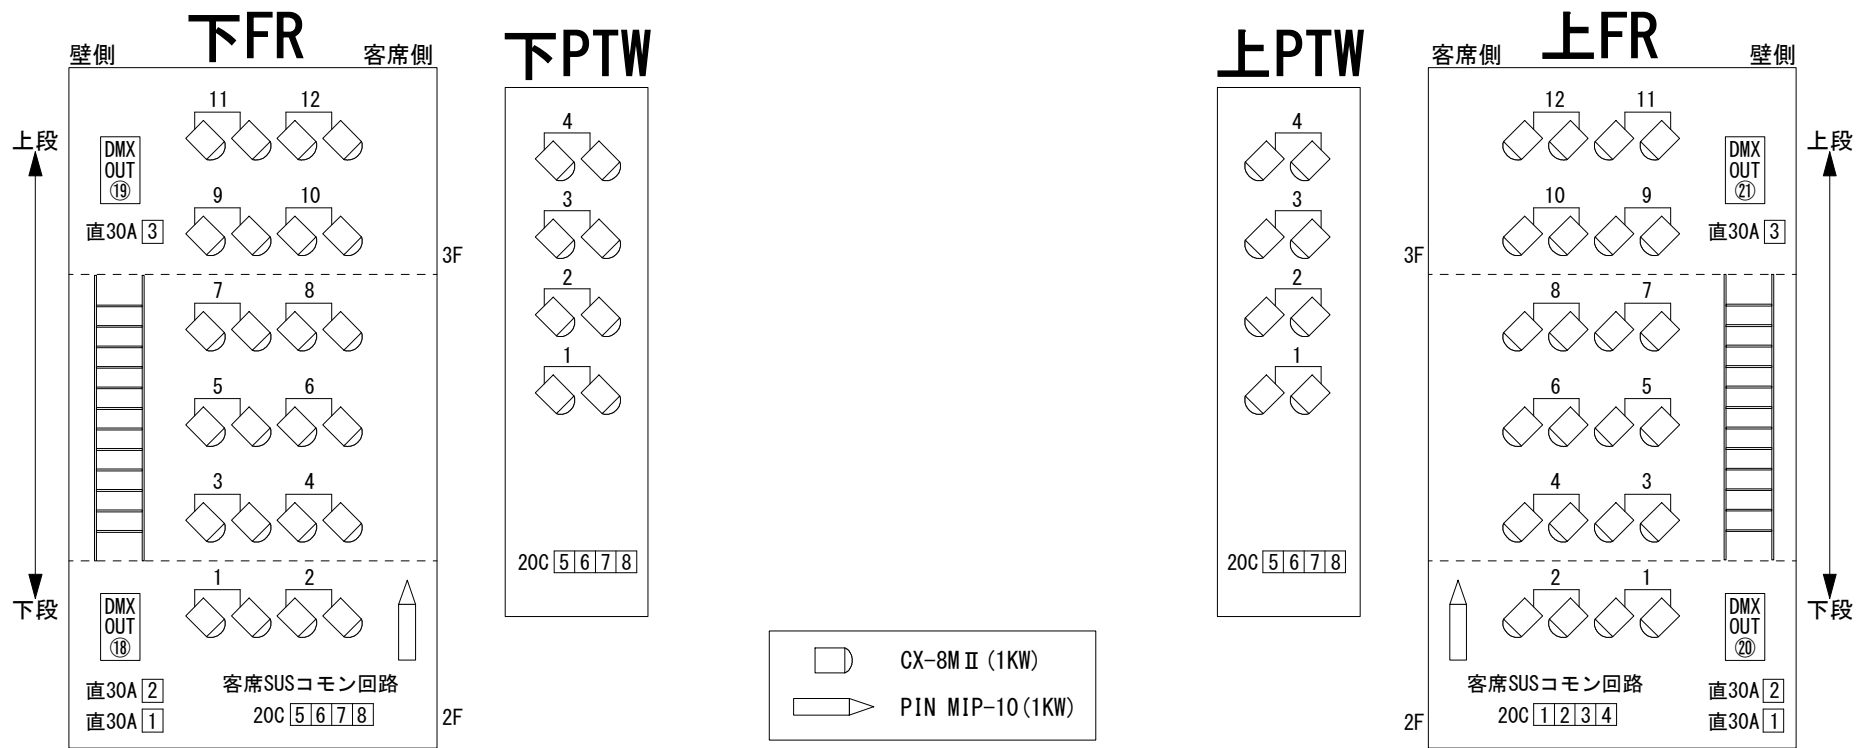 下FR
壁側
客席側
11 12
上段
DMX
OUT
⑲
9 10
直30A 3
3F
7 8
5 6
3 4
1 2
下段
DMX
OUT
⑱
直30A 2
客席SUSコモン回路
直30A 1
20C 5 6 7 8
2F
下PTW
4
3
2
1
20C 5 6 7 8
CX-8MⅡ(1KW)
PIN MIP-10(1KW)
上PTW
4
3
2
1
20C 5 6 7 8
上FR
客席側
壁側
12 11
上段
DMX
OUT
㉑
10 9
直30A 3
3F
8 7
6 5
4 3
2 1
下段
DMX
OUT
⑳
客席SUSコモン回路
直30A 2
20C 1 2 3 4
直30A 1
2F